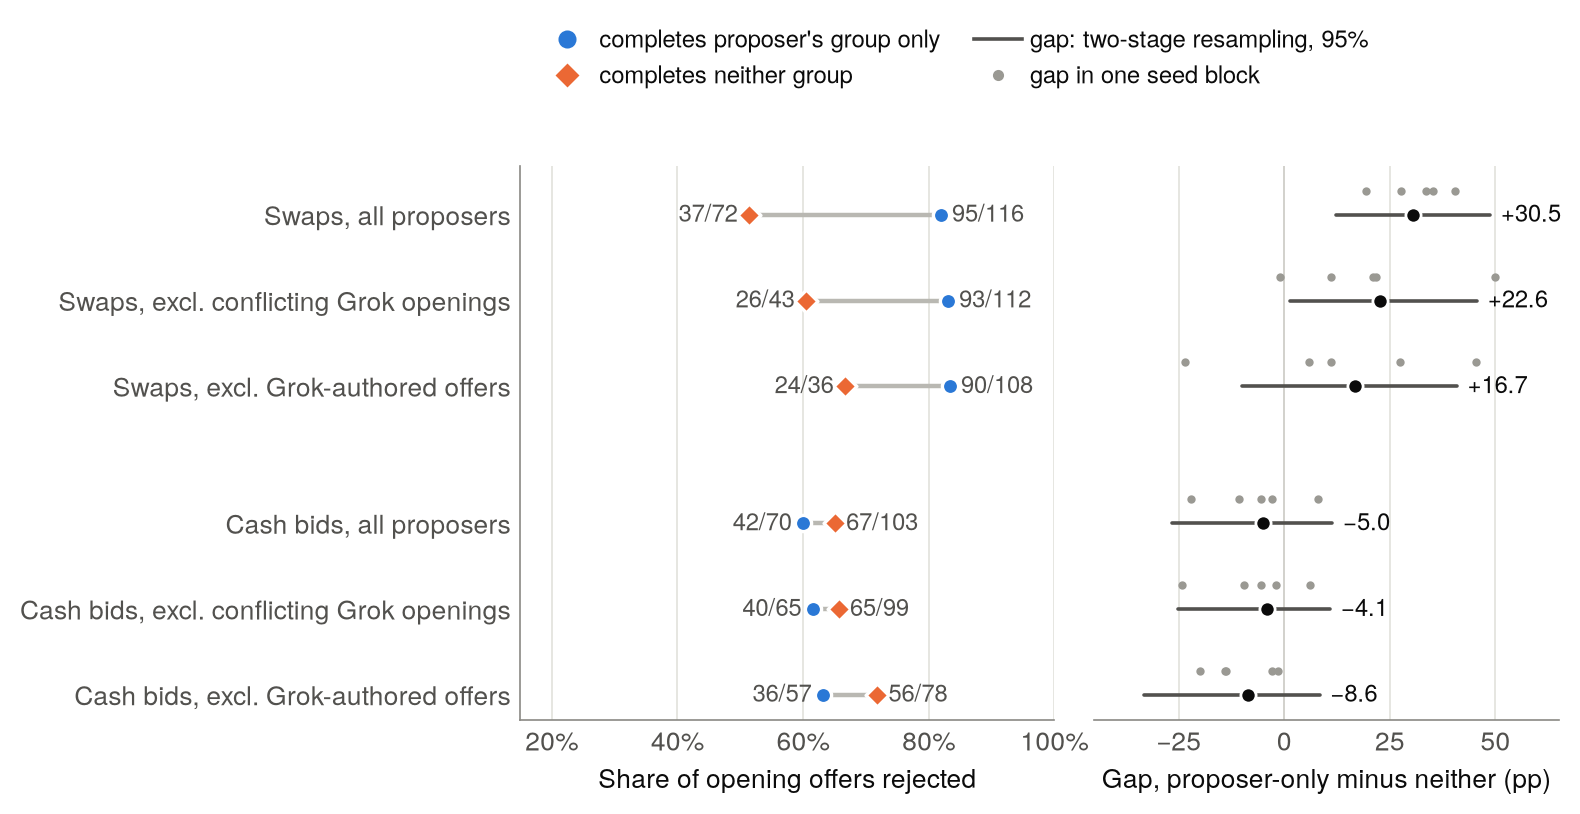 completes proposer's group only
gap: two-stage resampling, 95%
completes neither group
gap in one seed block
Swaps, all proposers
37/72
95/116
+30.5
Swaps, excl. conflicting Grok openings
26/43
93/112
+22.6
Swaps, excl. Grok-authored offers
24/36
90/108
+16.7
Cash bids, all proposers
42/70
67/103
−5.0
Cash bids, excl. conflicting Grok openings
40/65
65/99
−4.1
Cash bids, excl. Grok-authored offers
36/57
56/78
−8.6
20%
40%
60%
80%
100%
−25
0
25
50
Share of opening offers rejected
Gap, proposer-only minus neither (pp)